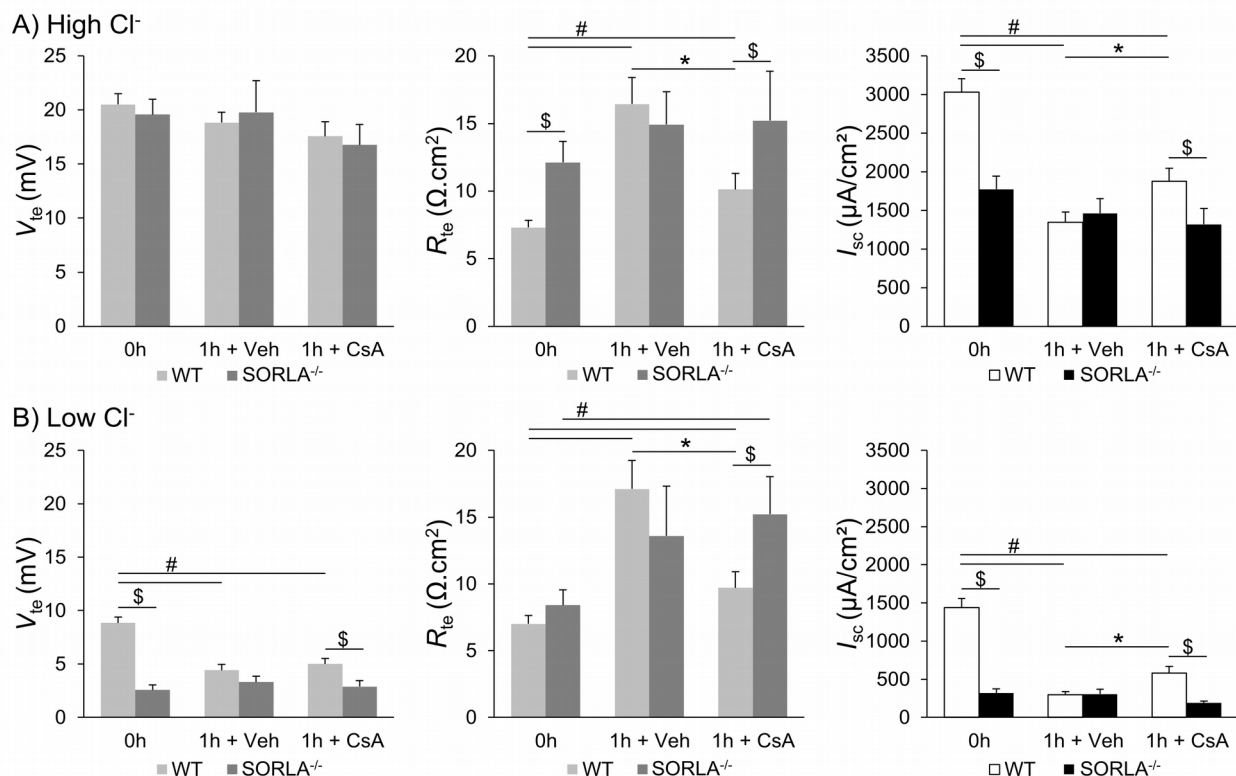 A) High Cl⁻
25
20
15
10
5
0
V_te (mV)
0h 1h + Veh 1h + CsA
WT SORLA⁻/⁻
20
15
10
5
0
R_te (Ω.cm²)
#
*
$
$
0h 1h + Veh 1h + CsA
WT SORLA⁻/⁻
3500
3000
2500
2000
1500
1000
500
0
I_sc (µA/cm²)
#
$
*
$
0h 1h + Veh 1h + CsA
WT SORLA⁻/⁻
B) Low Cl⁻
25
20
15
10
5
0
V_te (mV)
#
$
$
0h 1h + Veh 1h + CsA
WT SORLA⁻/⁻
20
15
10
5
0
R_te (Ω.cm²)
#
*
$
0h 1h + Veh 1h + CsA
WT SORLA⁻/⁻
3500
3000
2500
2000
1500
1000
500
0
I_sc (µA/cm²)
#
$
*
$
0h 1h + Veh 1h + CsA
WT SORLA⁻/⁻